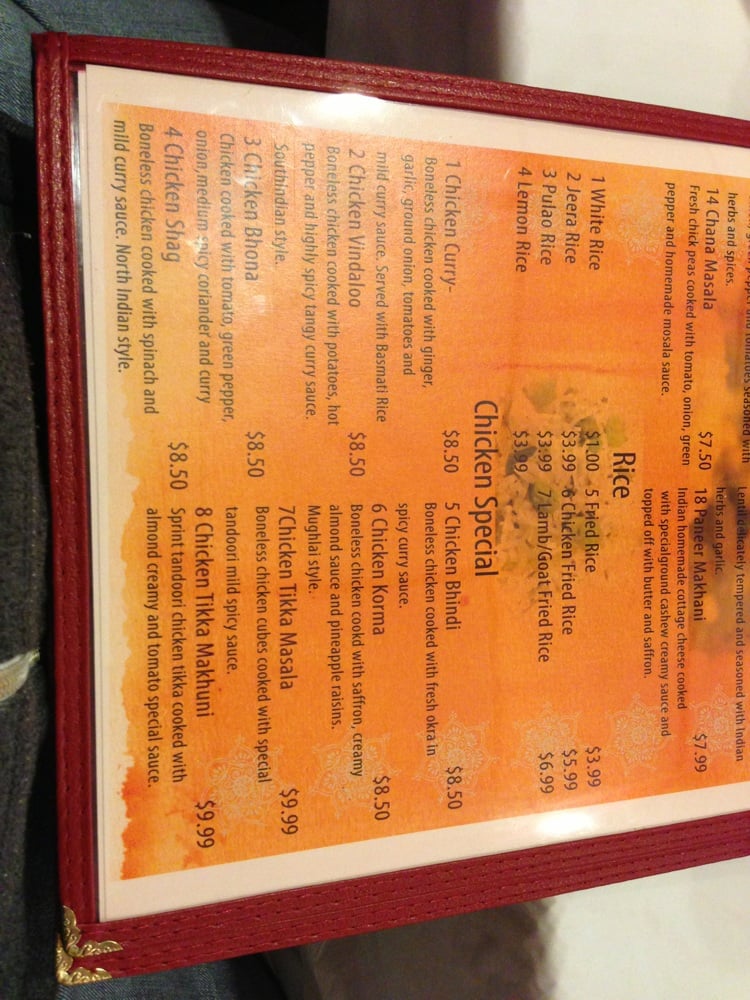 herbs and spices.
14 Chana Masala $7.50
Fresh chick peas cooked with tomato, onion, green
pepper and homemade mosala sauce.
delicately tempered and seasoned with Indian
herbs and garlic.
18 Paneer Makhani $7.99
Indian homemade cottage cheese cooked
with specialground cashew creamy sauce and
topped off with butter and saffron.
Rice
1 White Rice $1.00
2 Jeera Rice $3.99
3 Pulao Rice $3.99
4 Lemon Rice $3.99
5 Fried Rice $3.99
6 Chicken Fried Rice $5.99
7 Lamb/Goat Fried Rice $6.99
Chicken Special
1 Chicken Curry- $8.50
Boneless chicken cooked with ginger,
garlic, ground onion, tomatoes and
mild curry sauce. Served with Basmati Rice
2 Chicken Vindaloo $8.50
Boneless chicken cooked with potatoes, hot
pepper and highly spicy tangy curry sauce.
Southindian style.
3 Chicken Bhona $8.50
Chicken cooked with tomato, green pepper,
onion,medium spicy coriander and curry
4 Chicken Shag $8.50
Boneless chicken cooked with spinach and
mild curry sauce. North Indian style.
5 Chicken Bhindi $8.50
Boneless chicken cooked with fresh okra in
spicy curry sauce.
6 Chicken Korma $8.50
Boneless chicken cookd with saffron, creamy
almond sauce and pineapple raisins.
Mughlai style.
7Chicken Tikka Masala $9.99
Boneless chicken cubes cooked with special
tandoori mild spicy sauce.
8 Chicken Tikka Makhuni $9.99
Sprint tandoori chicken tikka cooked with
almond creamy and tomato special sauce.